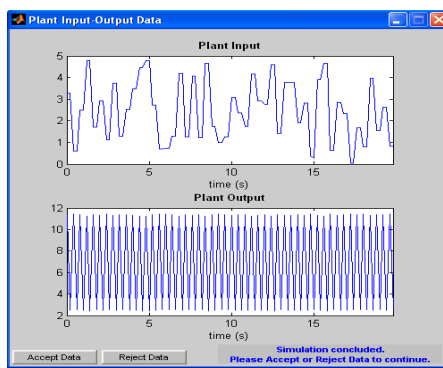 Plant Input-Output Data
Plant Input
5
4
3
2
1
0
0 5 10 15
time (s)
Plant Output
12
10
8
6
4
2
0 5 10 15
time (s)
Accept Data Reject Data
Simulation concluded.
Please Accept or Reject Data to continue.